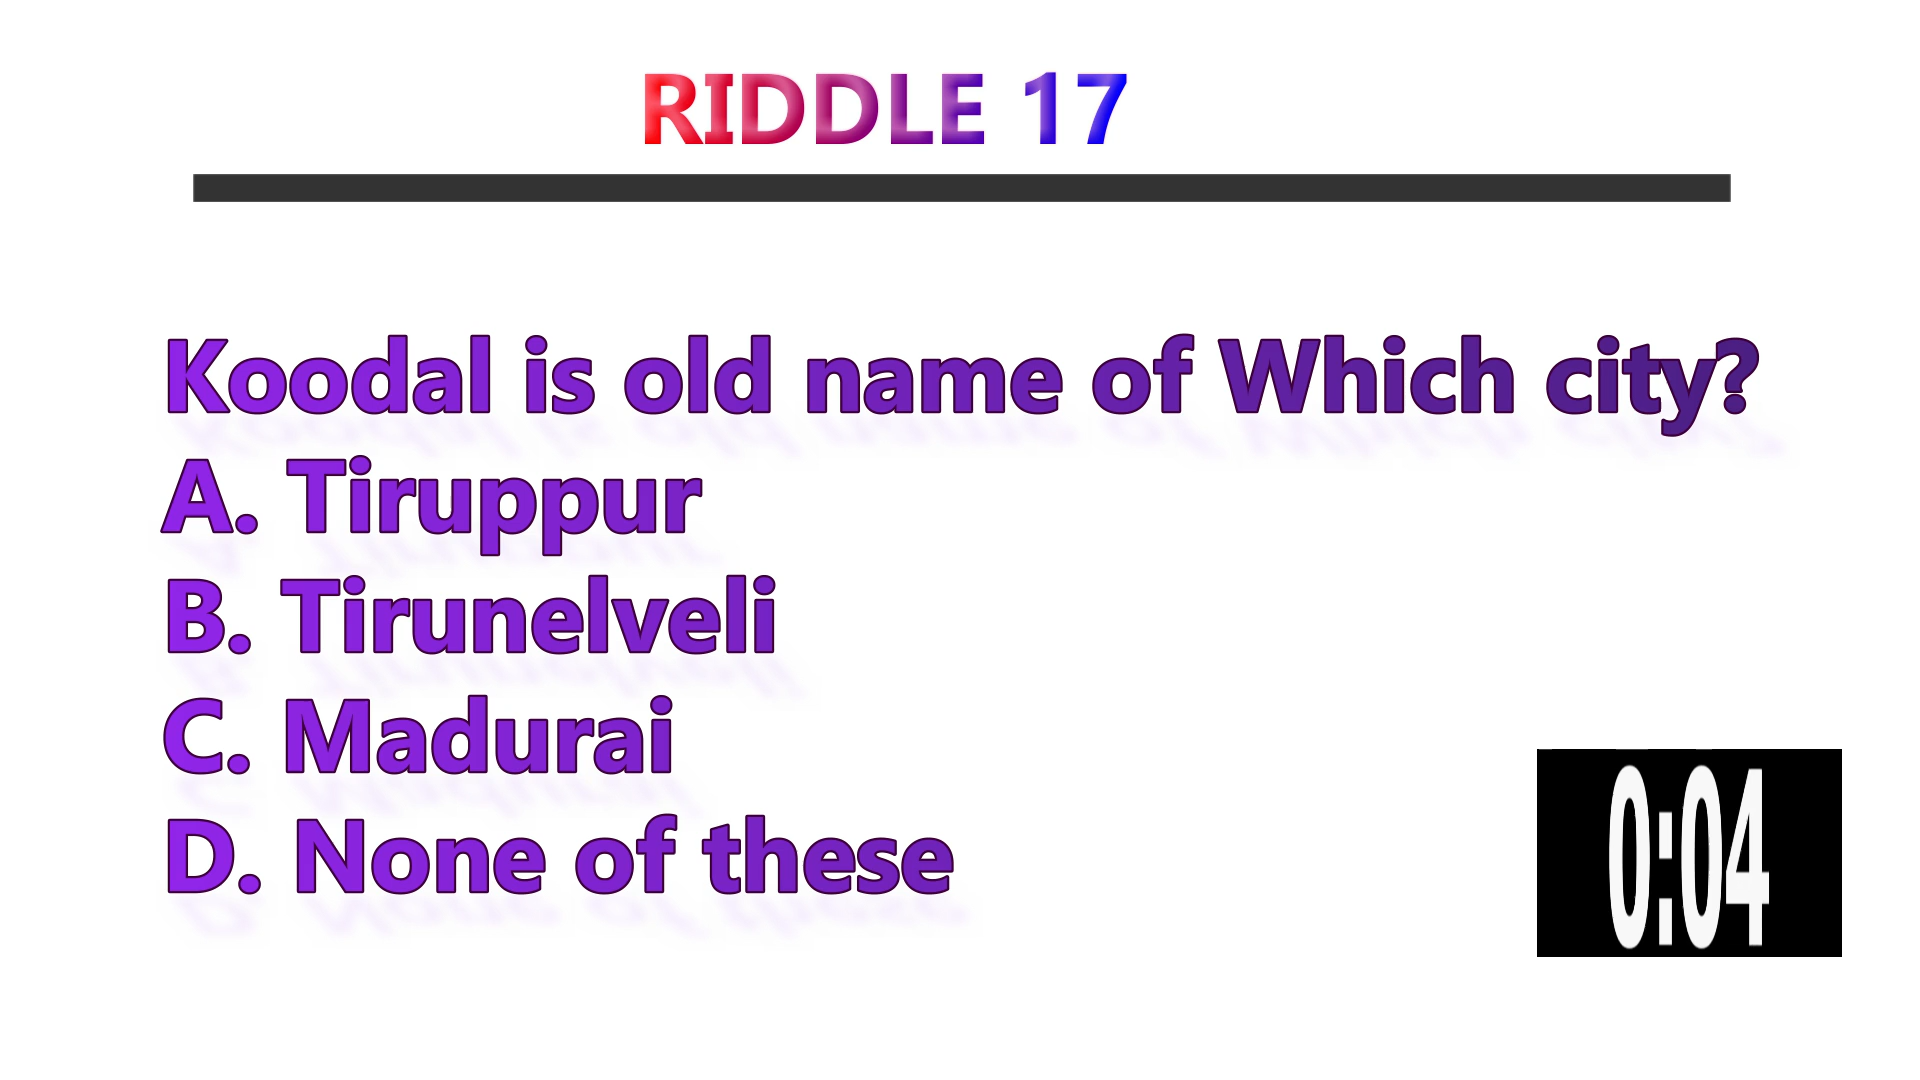 RIDDLE 17
Koodal is old name of Which city?
A. Tiruppur
B. Tirunelveli
C. Madurai
D. None of these
0:04